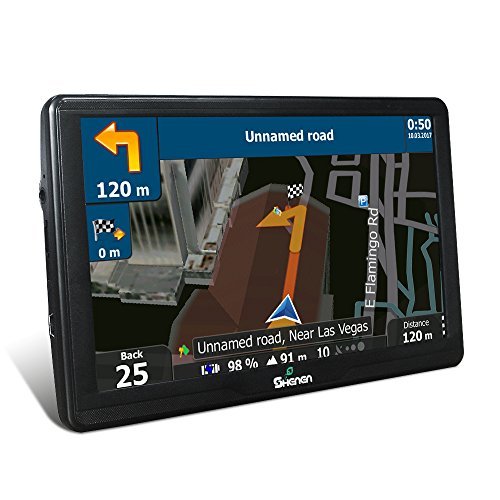 Unnamed road
0:50
10.03.2017
120 m
0 m
E Flamingo Rd
P
Unnamed road, Near Las Vegas
Back
25
98 %
91 m
10
Distance
120 m
SHENEN